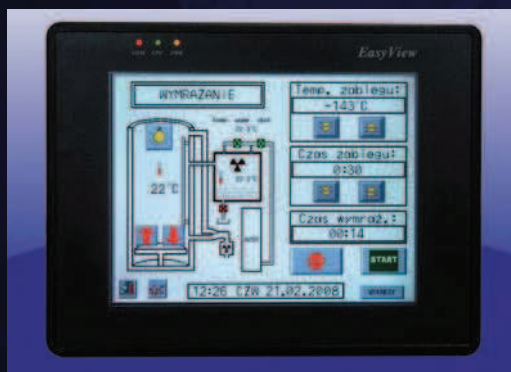 EasyView
WYMRAŻANIE
Temp. zabiegu:
-143°C
22°C
Czas zabiegu:
0:30
Czas wymraż.:
00:14
START
12:26 CZW 21.02.2008